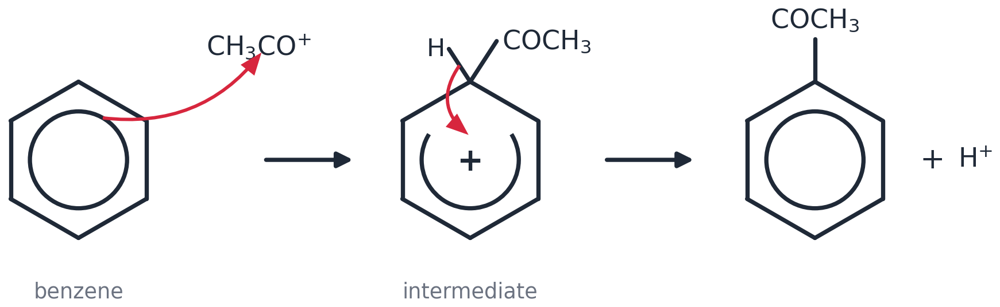 CH₃CO⁺
H
COCH₃
+
COCH₃
+ H⁺
benzene
intermediate